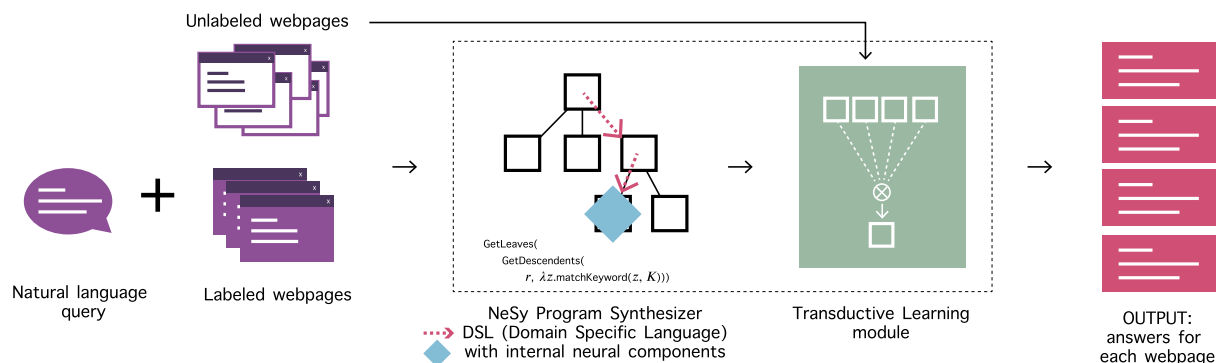 Unlabeled webpages
x
x
Natural language
query
Labeled webpages
GetLeaves(
GetDescendents(
r, λz.matchKeyword(z, K)))
NeSy Program Synthesizer
DSL (Domain Specific Language)
with internal neural components
Transductive Learning
module
OUTPUT:
answers for
each webpage